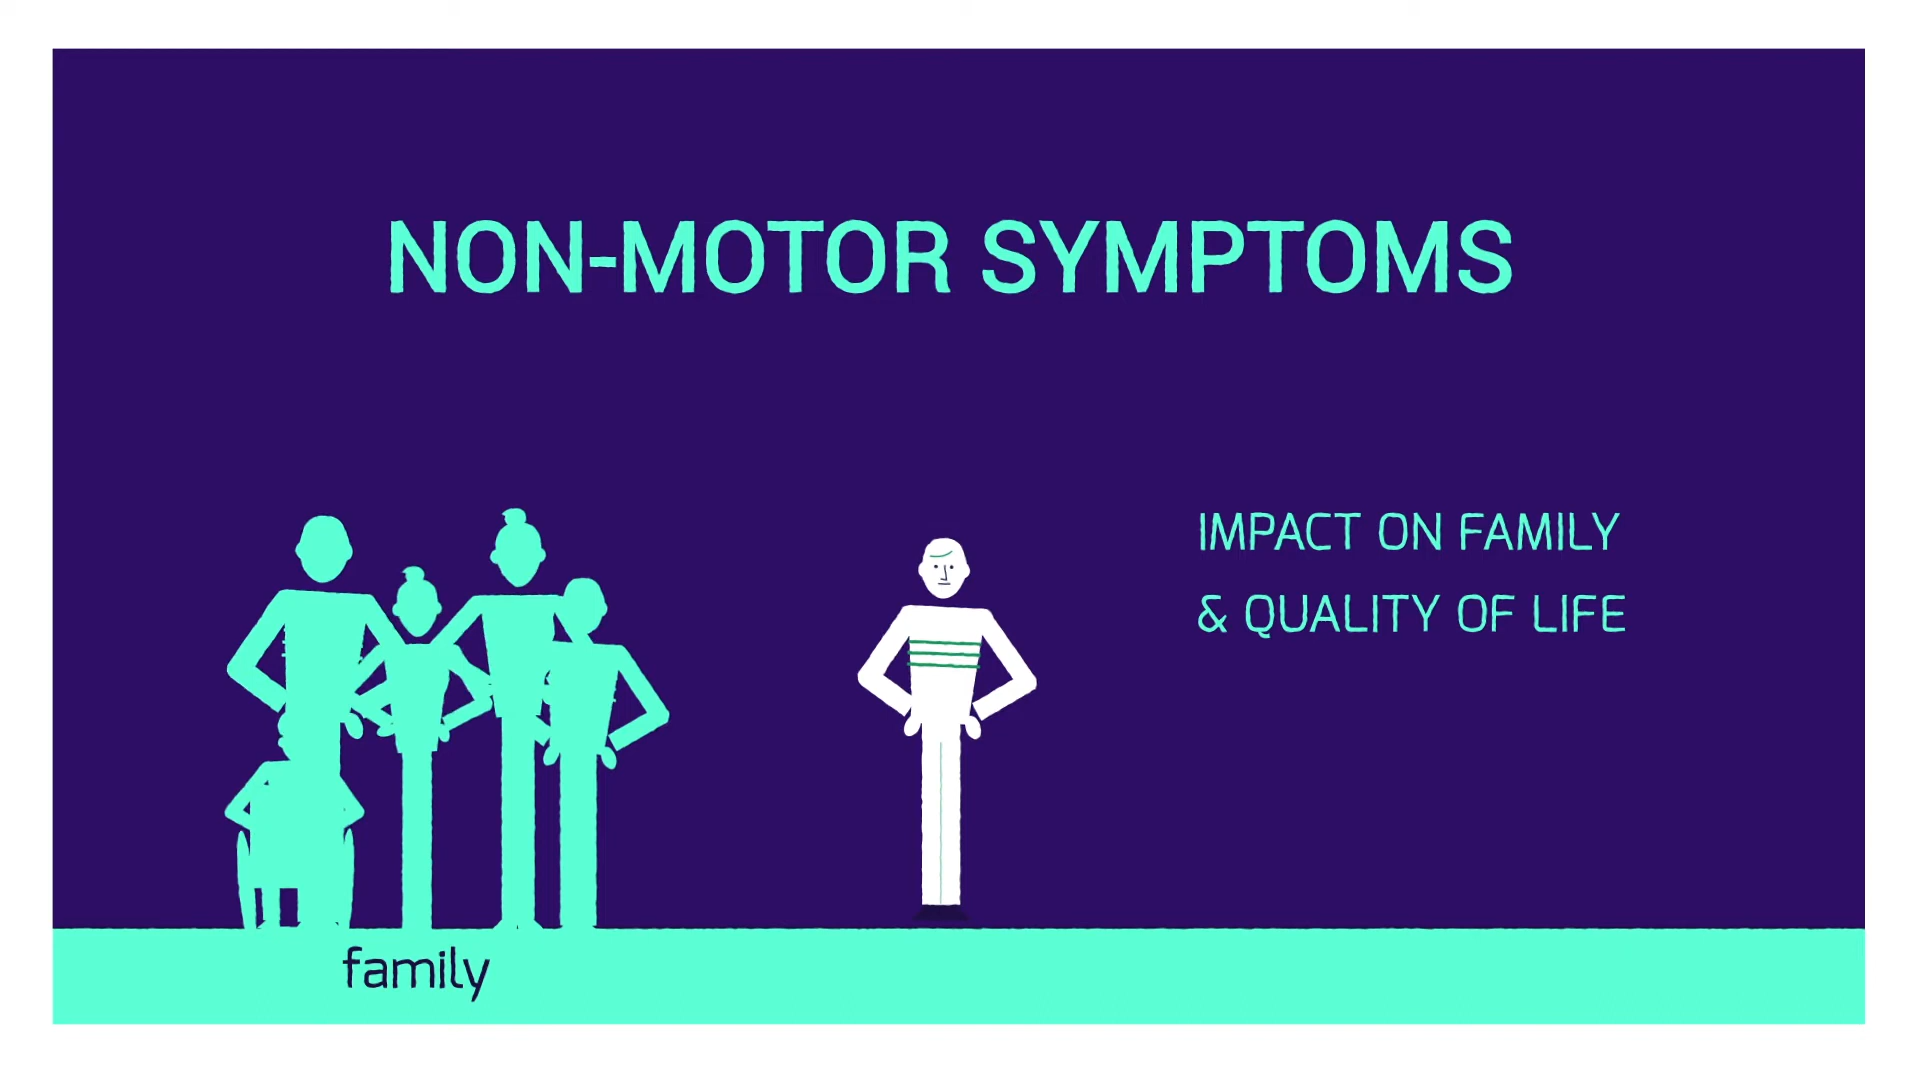 NON-MOTOR SYMPTOMS
IMPACT ON FAMILY
& QUALITY OF LIFE
family